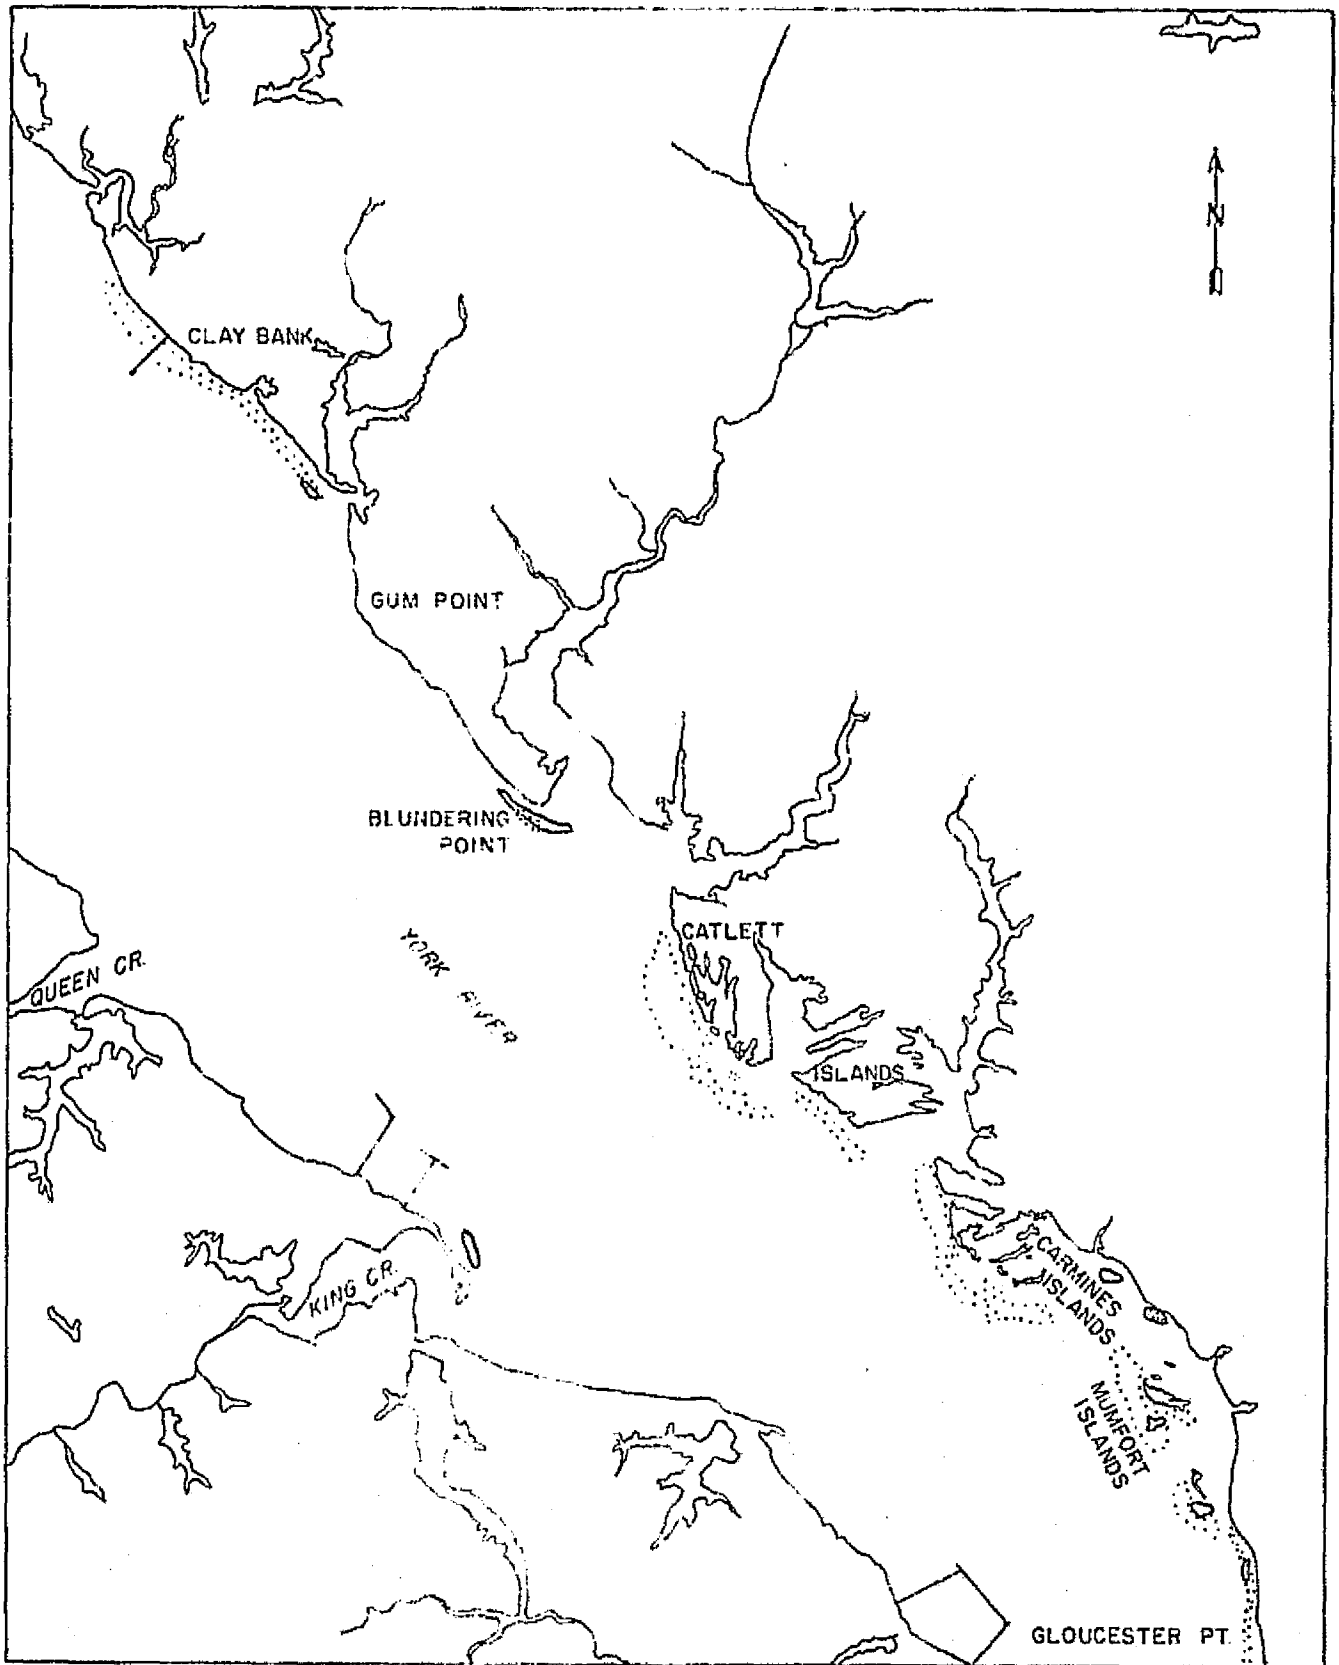 N
CLAY BANK
GUM POINT
BLUNDERING
POINT
CATLETT
YORK RIVER
QUEEN CR.
ISLANDS
CARMINES
ISLANDS
KING CR.
MUMFORT
ISLANDS
GLOUCESTER PT.